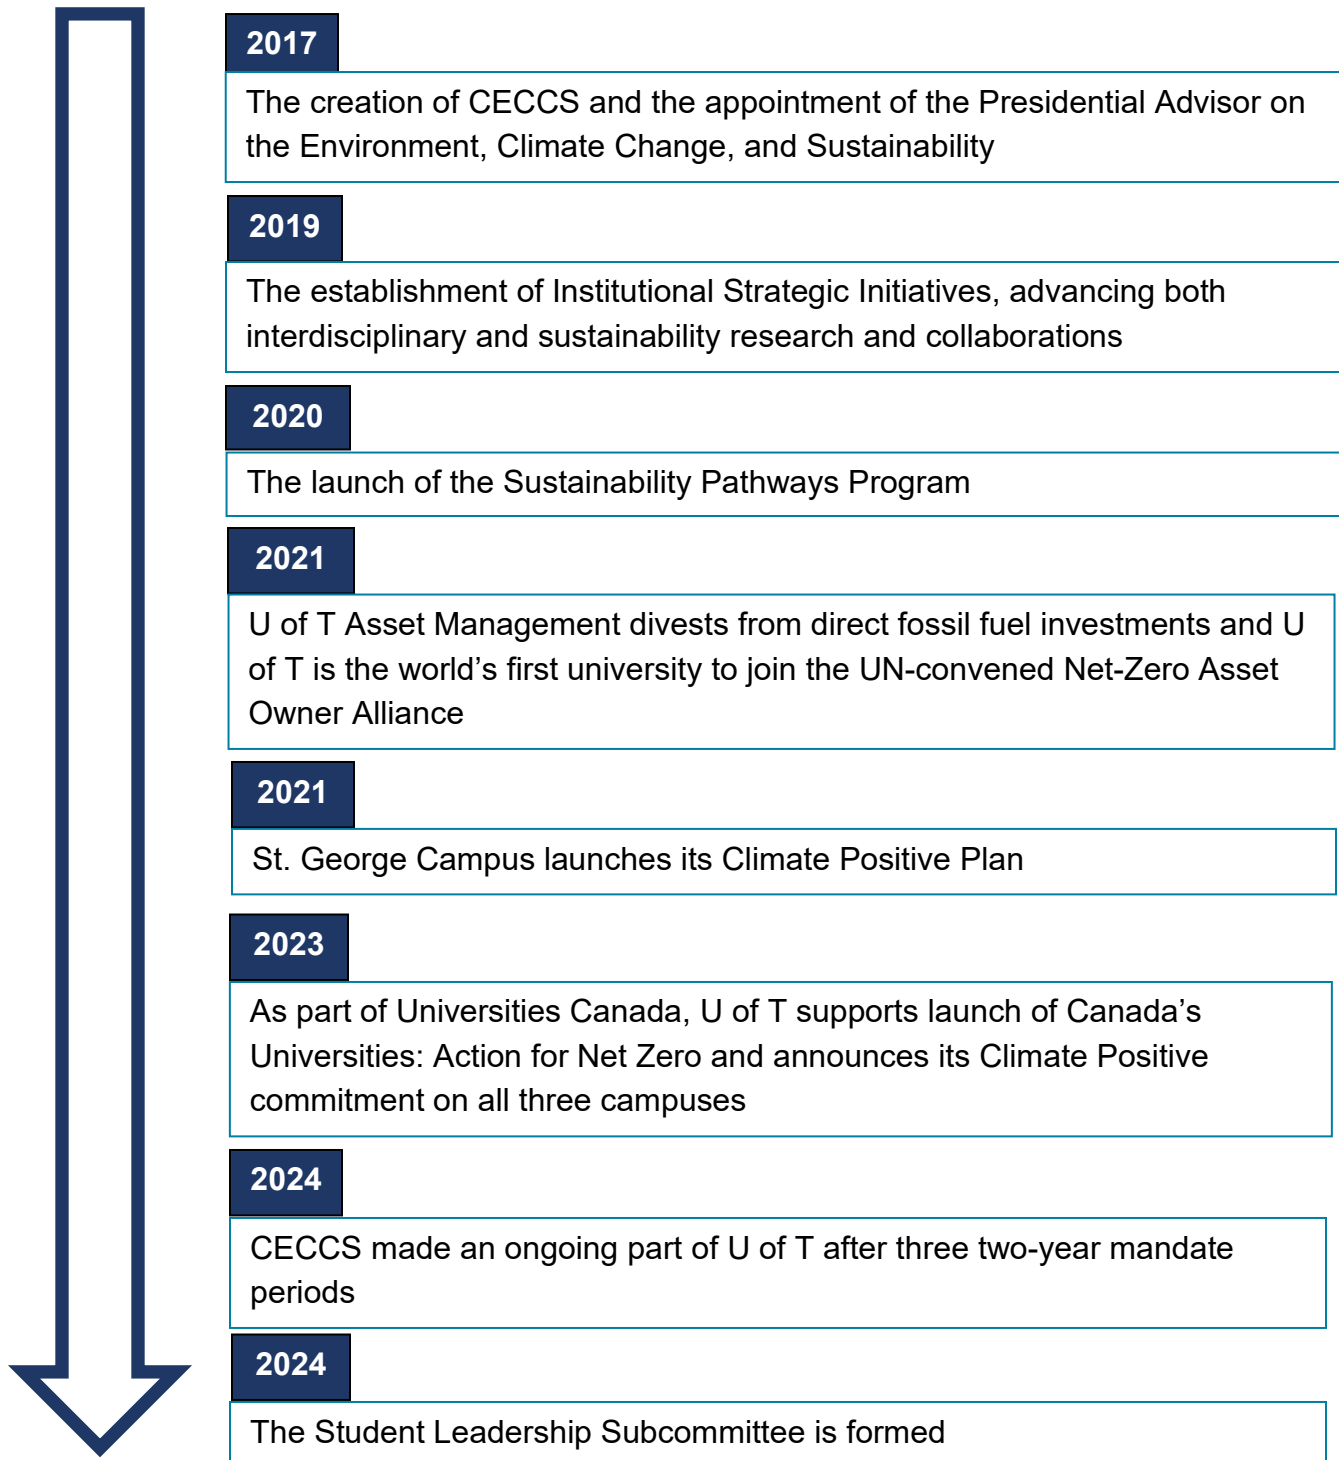 2017
The creation of CECCS and the appointment of the Presidential Advisor on
the Environment, Climate Change, and Sustainability
2019
The establishment of Institutional Strategic Initiatives, advancing both
interdisciplinary and sustainability research and collaborations
2020
The launch of the Sustainability Pathways Program
2021
U of T Asset Management divests from direct fossil fuel investments and U
of T is the world’s first university to join the UN-convened Net-Zero Asset
Owner Alliance
2021
St. George Campus launches its Climate Positive Plan
2023
As part of Universities Canada, U of T supports launch of Canada’s
Universities: Action for Net Zero and announces its Climate Positive
commitment on all three campuses
2024
CECCS made an ongoing part of U of T after three two-year mandate
periods
2024
The Student Leadership Subcommittee is formed